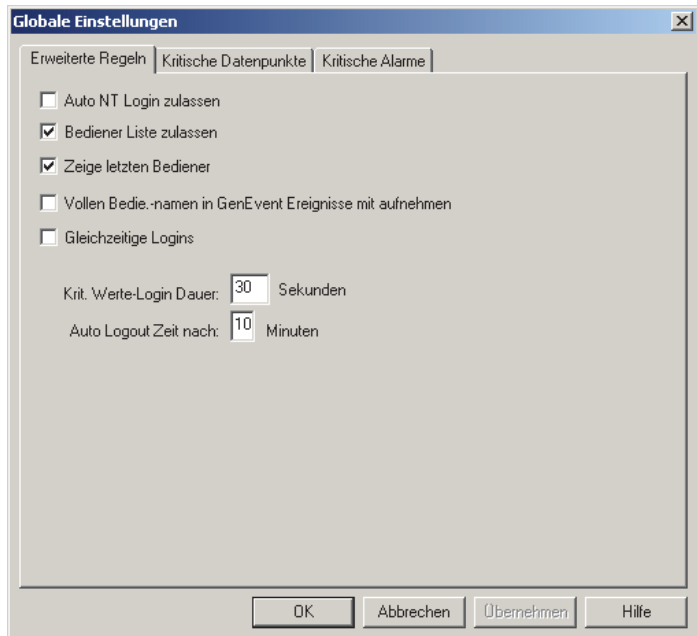 Globale Einstellungen
Erweiterte Regeln Kritische Datenpunkte Kritische Alarme
Auto NT Login zulassen
Bediener Liste zulassen
Zeige letzten Bediener
Vollen Bedie.-namen in GenEvent Ereignisse mit aufnehmen
Gleichzeitige Logins
Krit. Werte-Login Dauer: 30 Sekunden
Auto Logout Zeit nach: 10 Minuten
OK Abbrechen Übernehmen Hilfe